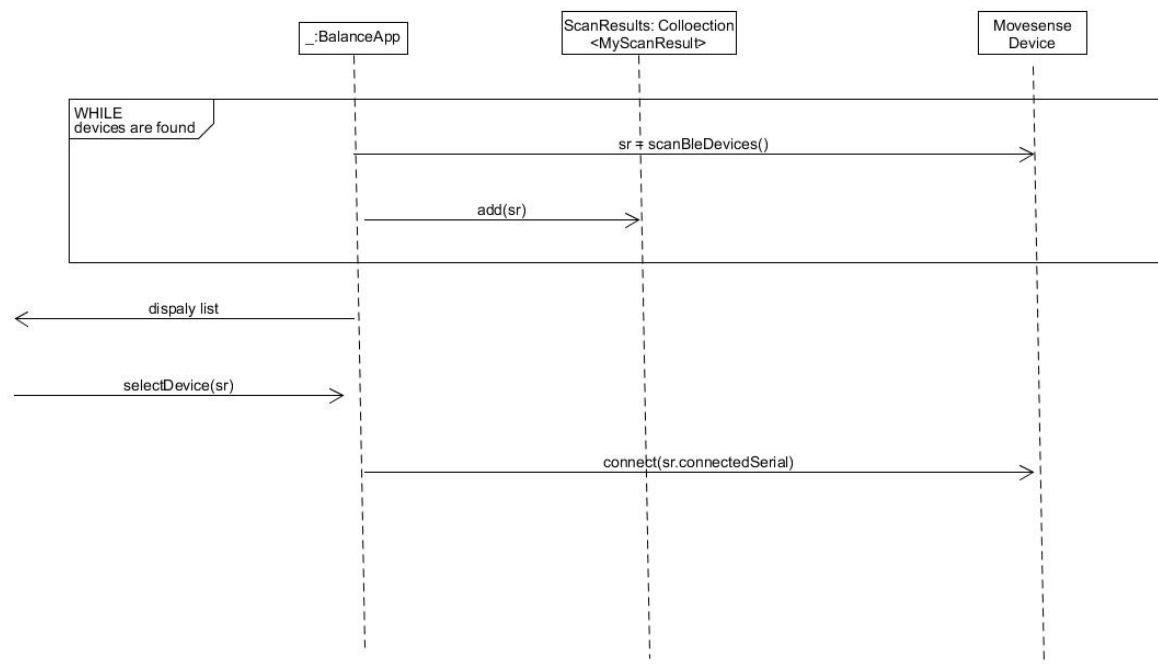 _:BalanceApp
ScanResults: Colloection
<MyScanResult>
Movesense
Device
WHILE
devices are found
sr = scanBleDevices()
add(sr)
dispaly list
selectDevice(sr)
connect(sr.connectedSerial)